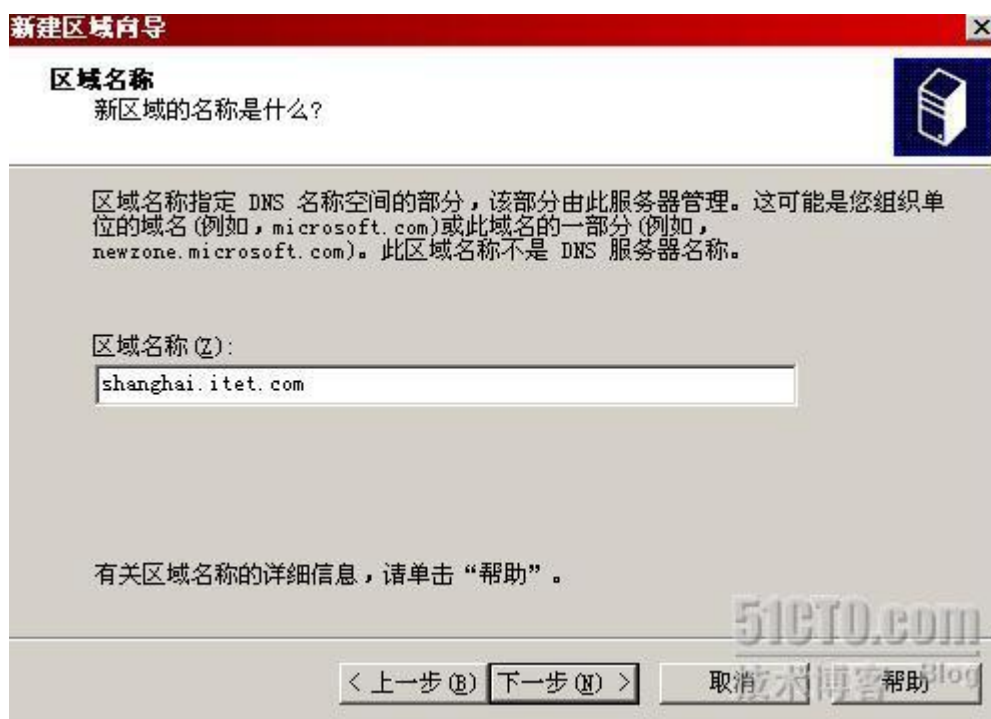 新建区域向导
区域名称
新区域的名称是什么?
区域名称指定 DNS 名称空间的部分，该部分由此服务器管理。这可能是您组织单
位的域名(例如，microsoft.com)或此域名的一部分(例如，
newzone.microsoft.com)。此区域名称不是 DNS 服务器名称。
区域名称(Z):
shanghai.itet.com
有关区域名称的详细信息，请单击“帮助”。
51CTO.com
技术博客 Blog
< 上一步(B) 下一步(N) > 取消 帮助